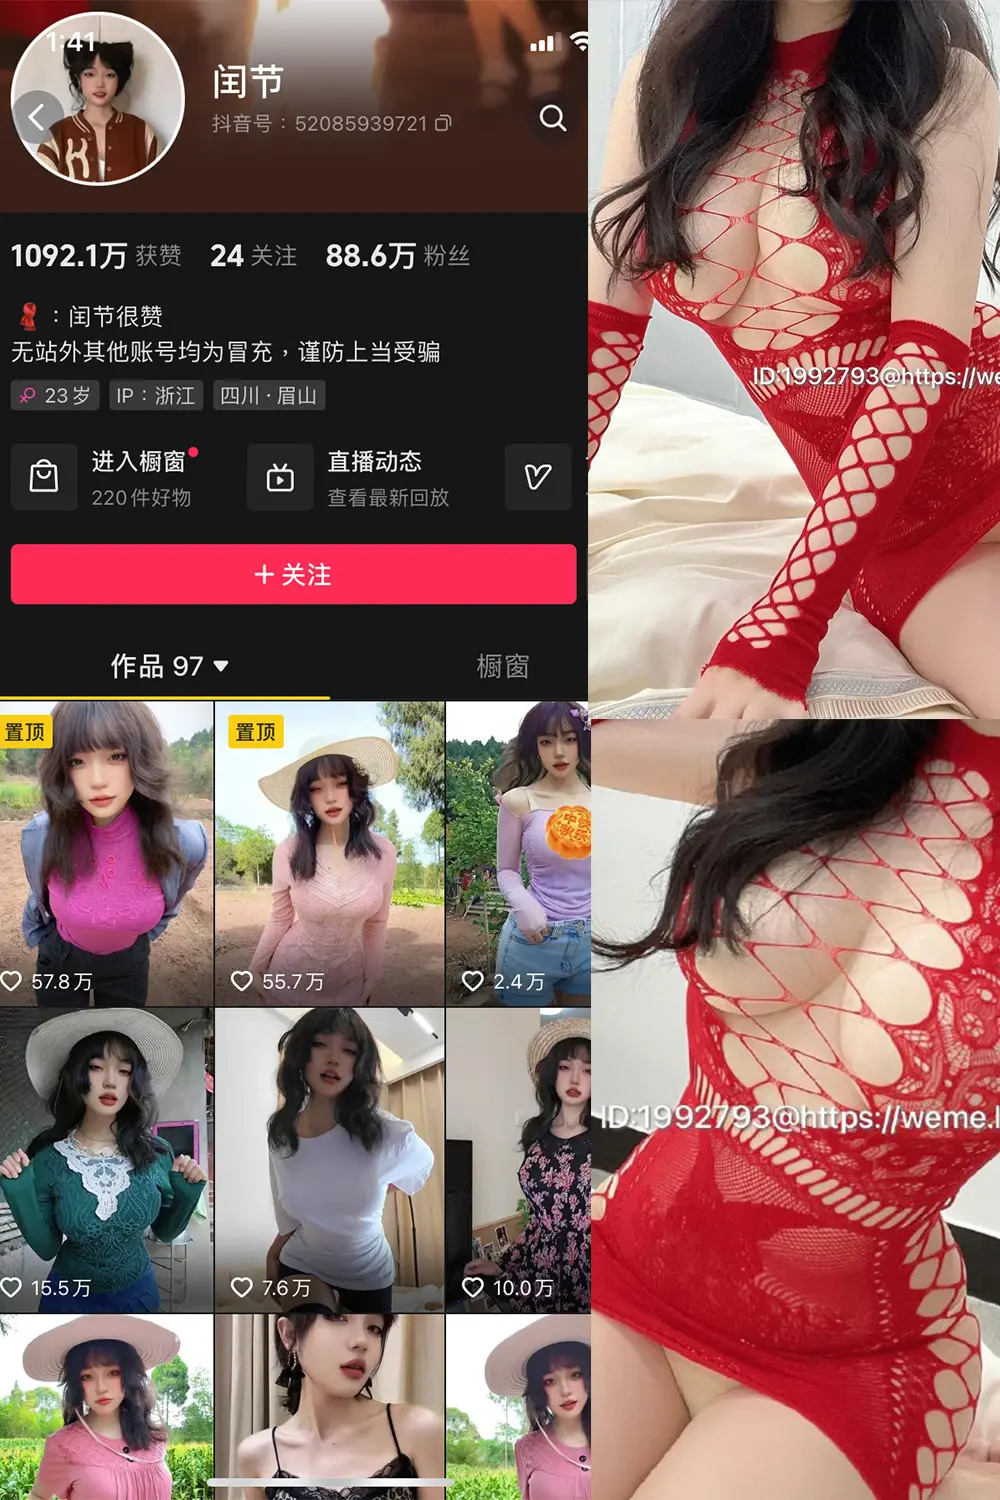 1:41
闰节
抖音号：52085939721
1092.1万 获赞 24 关注 88.6万 粉丝
：闰节很赞
无站外其他账号均为冒充，谨防上当受骗
23岁 IP：浙江 四川·眉山
进入橱窗 直播动态
220件好物 查看最新回放
+ 关注
作品 97 橱窗
置顶 置顶
57.8万 55.7万 2.4万
15.5万 7.6万 10.0万
ID:1992793@https://we
ID:1992793@https://weme.